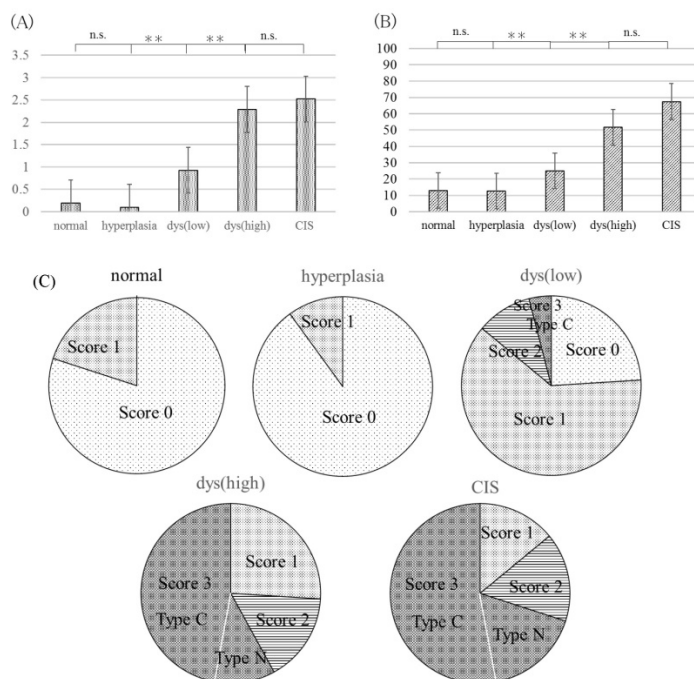 (A)
n.s.
**
**
n.s.
3.5
3
2.5
2
1.5
1
0.5
0
normal hyperplasia dys(low) dys(high) CIS
(B)
n.s.
**
**
n.s.
100
90
80
70
60
50
40
30
20
10
0
normal hyperplasia dys(low) dys(high) CIS
(C)
normal
Score 1
Score 0
hyperplasia
Score 1
Score 0
dys(low)
Score 3
Type C
Score 2
Score 0
Score 1
dys(high)
Score 1
Score 3
Score 2
Type C
Type N
CIS
Score 1
Score 3
Score 2
Type C
Type N